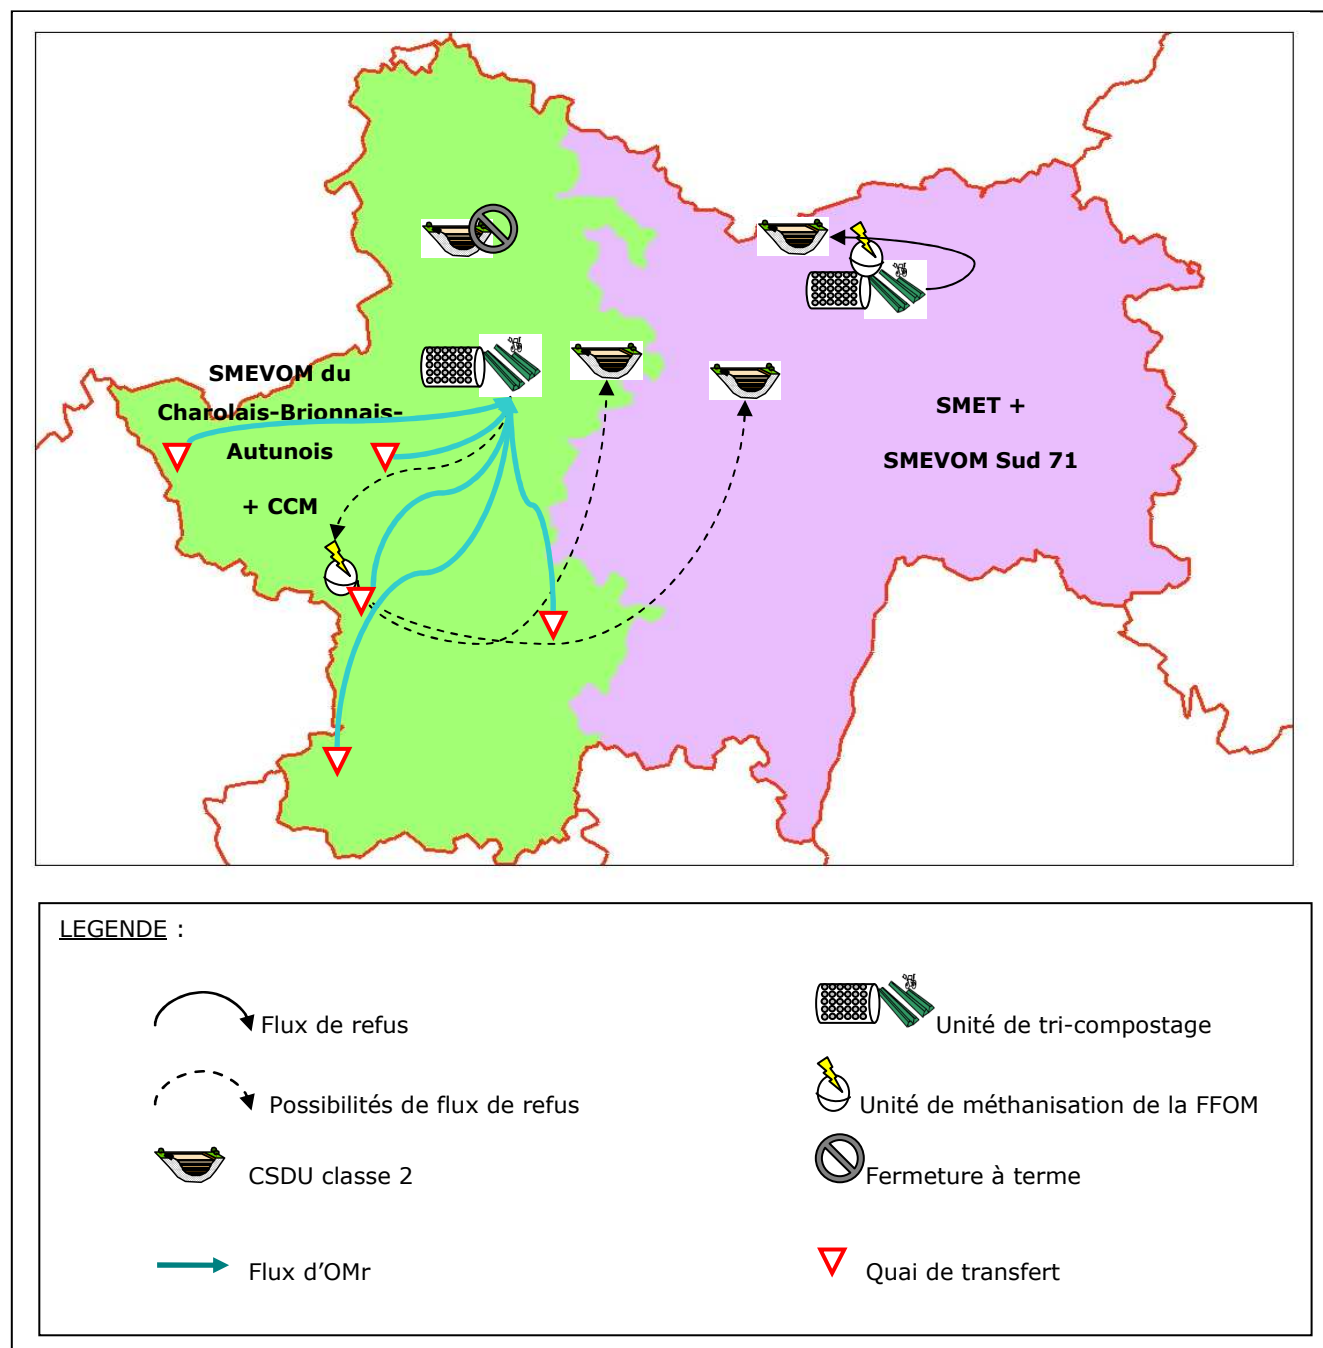 SMEVOM du
Charolais-Brionnais-
Autunois
+ CCM
SMET +
SMEVOM Sud 71
LEGENDE :
Flux de refus
Unité de tri-compostage
Possibilités de flux de refus
Unité de méthanisation de la FFOM
CSDU classe 2
Fermeture à terme
Flux d’OMr
Quai de transfert